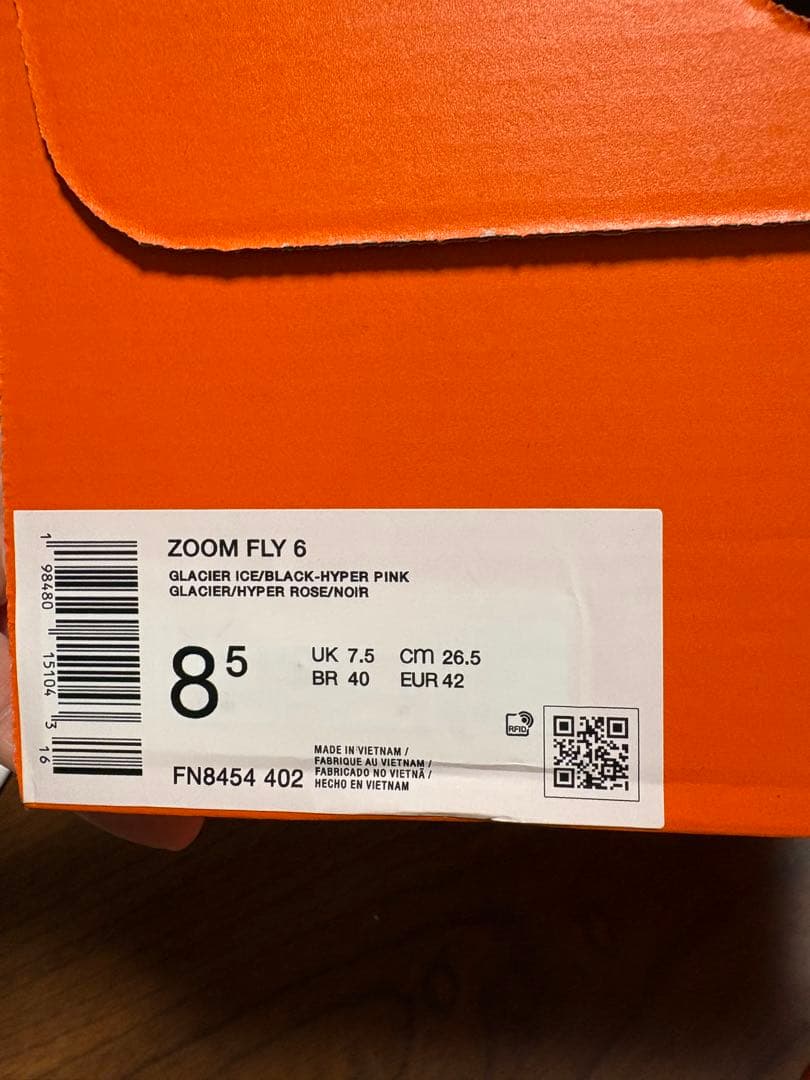 ZOOM FLY 6
GLACIER ICE/BLACK-HYPER PINK
GLACIER/HYPER ROSE/NOIR
8 5
UK 7.5 cm 26.5
BR 40 EUR 42
RFID
FN8454 402
MADE IN VIETNAM /
FABRIQUE AU VIETNAM /
FABRICADO NO VIETNÃ /
HECHO EN VIETNAM
1 98480 15104 3 16